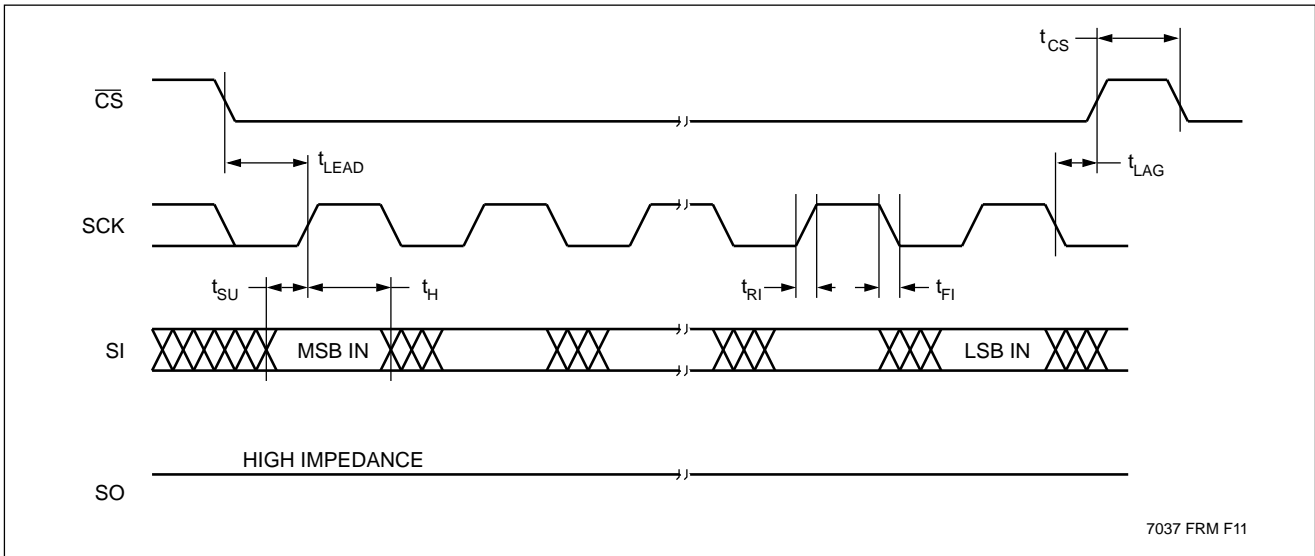 tCS
CS
tLEAD
tLAG
SCK
tSU
tH
tRI
tFI
SI
MSB IN
LSB IN
HIGH IMPEDANCE
SO
7037 FRM F11